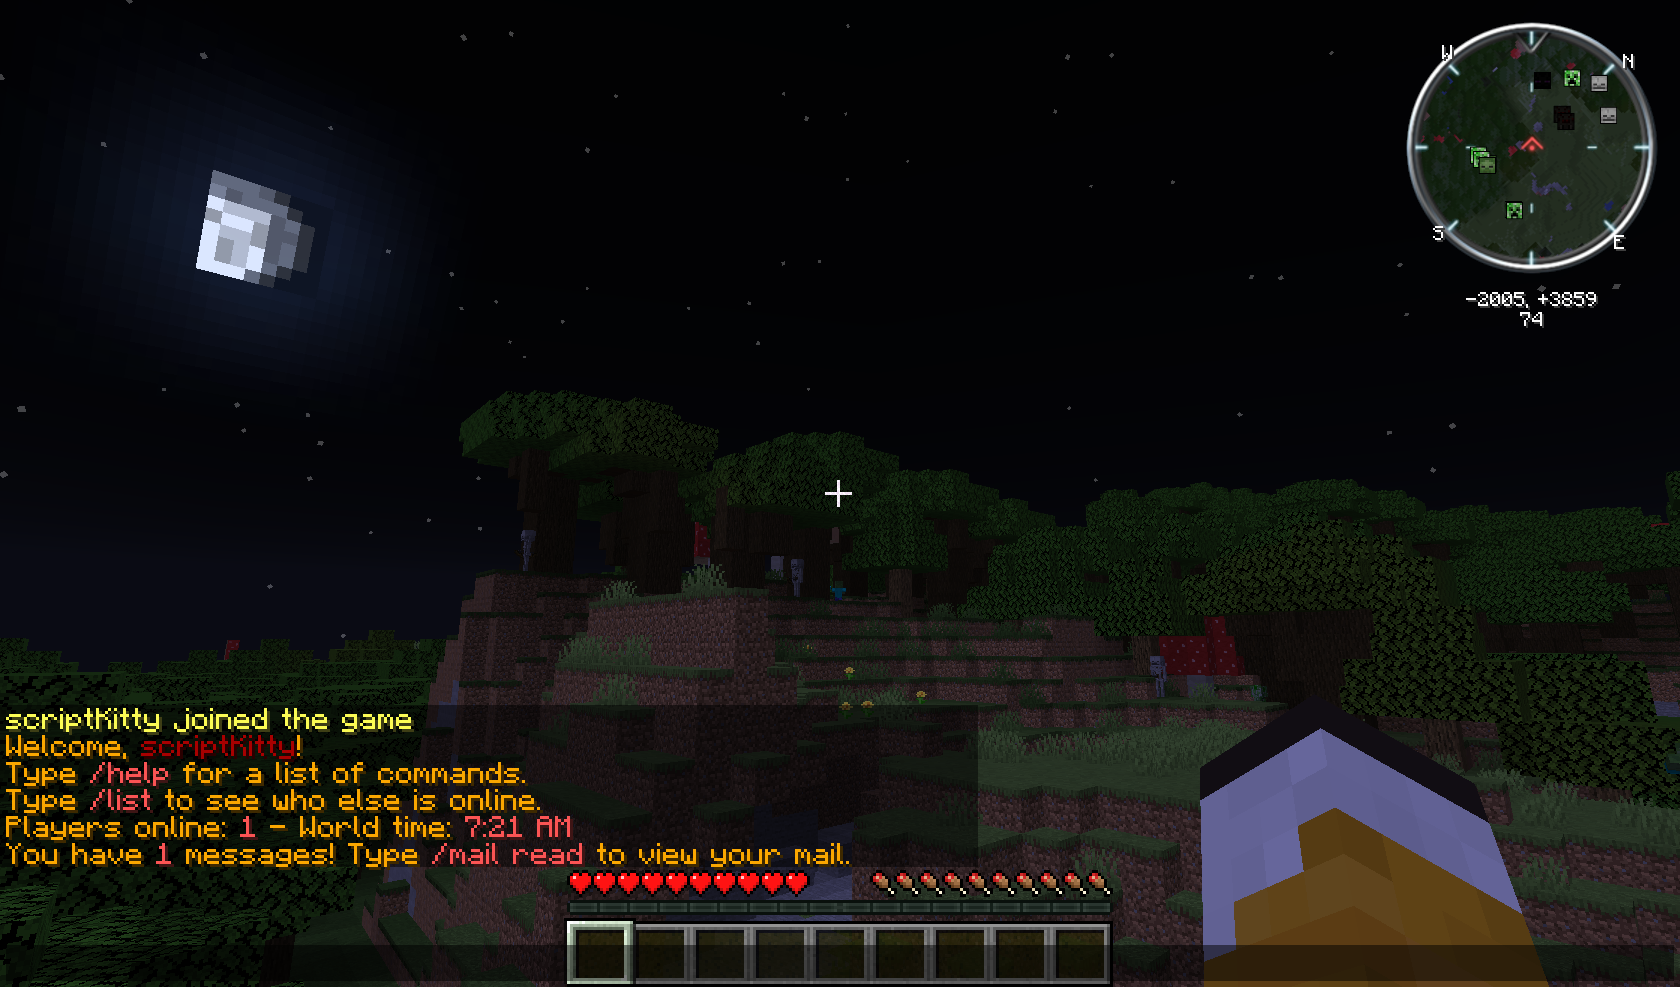 W
N
S
E
-2005, +3859
74
scriptKitty joined the game
Welcome, scriptKitty!
Type /help for a list of commands.
Type /list to see who else is online.
Players online: 1 - World time: 7:21 AM
You have 1 messages! Type /mail read to view your mail.